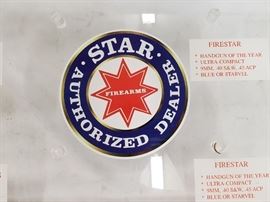 STAR
FIREARMS
AUTHORIZED DEALER
FIRESTAR
• HANDGUN OF THE YEAR
• ULTRA COMPACT
• 9MM, .40 S&W, .45 ACP
• BLUE OR STARVEL
FIRESTAR
• HANDGUN OF THE YEAR
• ULTRA COMPACT
• 9MM, .40 S&W, .45 ACP
• BLUE OR STARVEL